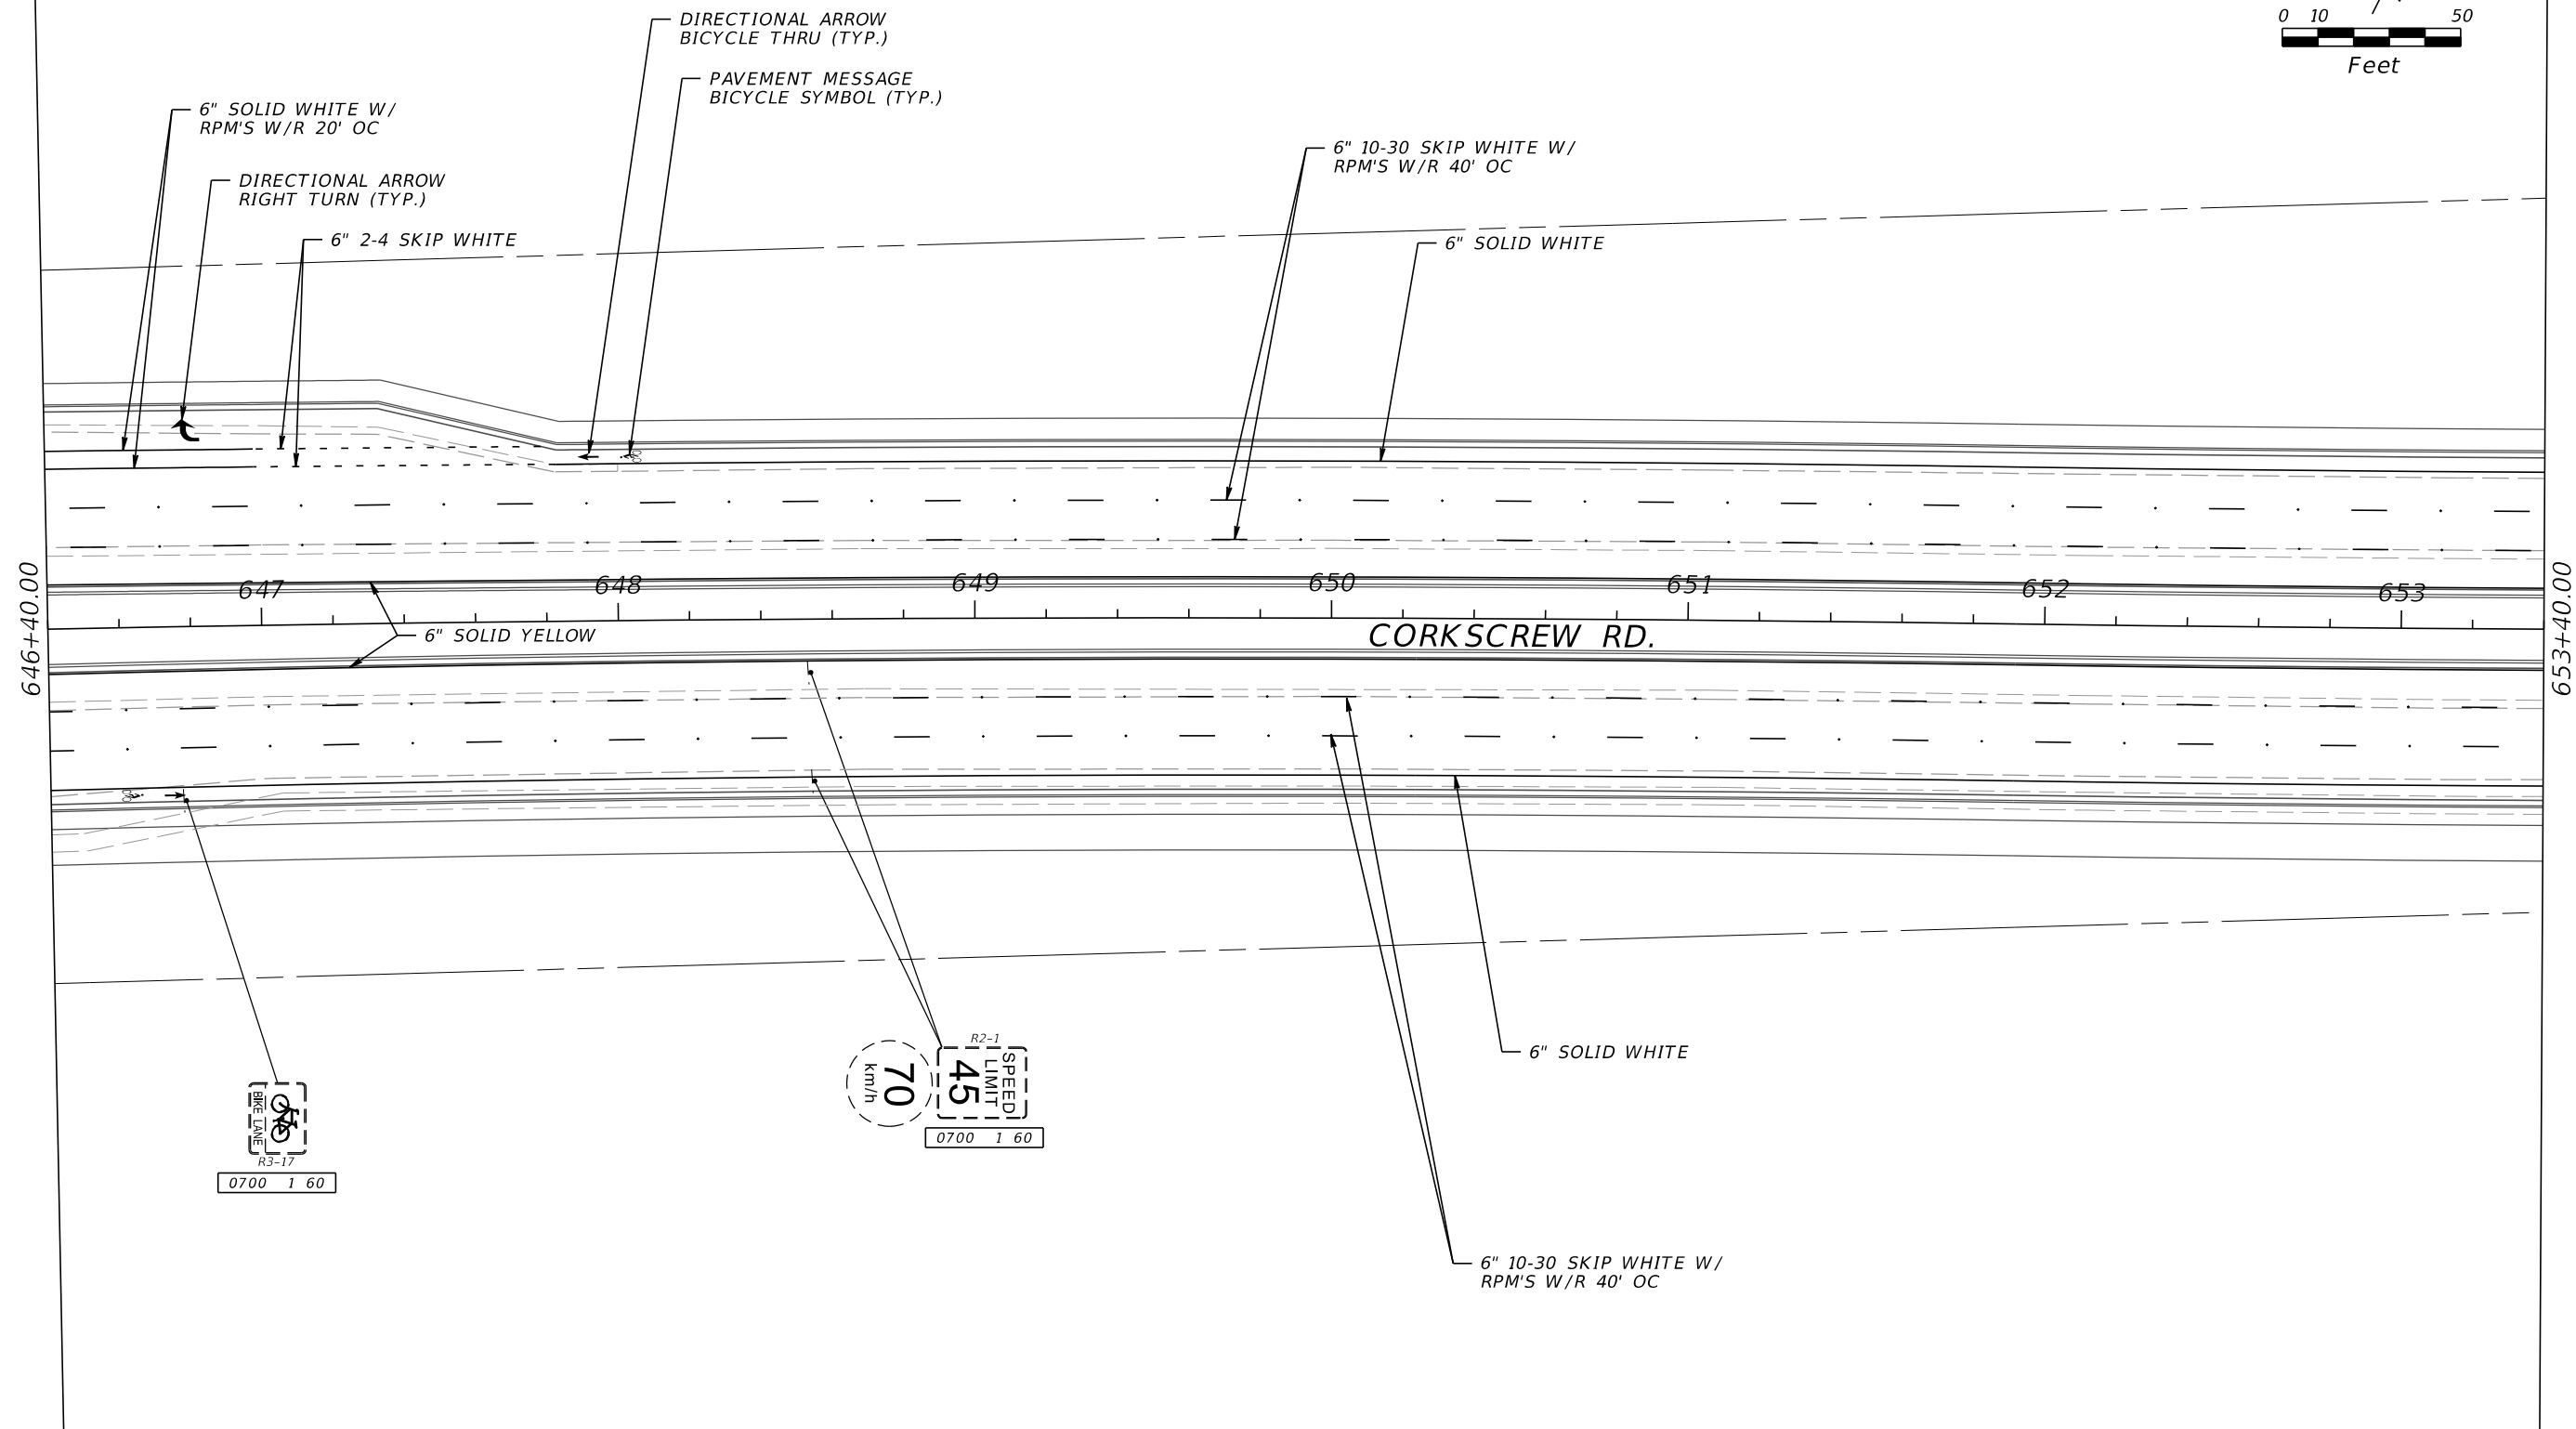 DIRECTIONAL ARROW
BICYCLE THRU (TYP.)
0 10 50
Feet
PAVEMENT MESSAGE
BICYCLE SYMBOL (TYP.)
6" SOLID WHITE W/
RPM'S W/R 20' OC
6" 10-30 SKIP WHITE W/
RPM'S W/R 40' OC
DIRECTIONAL ARROW
RIGHT TURN (TYP.)
6" 2-4 SKIP WHITE
6" SOLID WHITE
646+40.00
647 648 649 650 651 652 653
653+40.00
6" SOLID YELLOW
CORKSCREW RD.
R2-1
SPEED
LIMIT
45
70
km/h
0700 1 60
6" SOLID WHITE
BIKE LANE
R3-17
0700 1 60
6" 10-30 SKIP WHITE W/
RPM'S W/R 40' OC